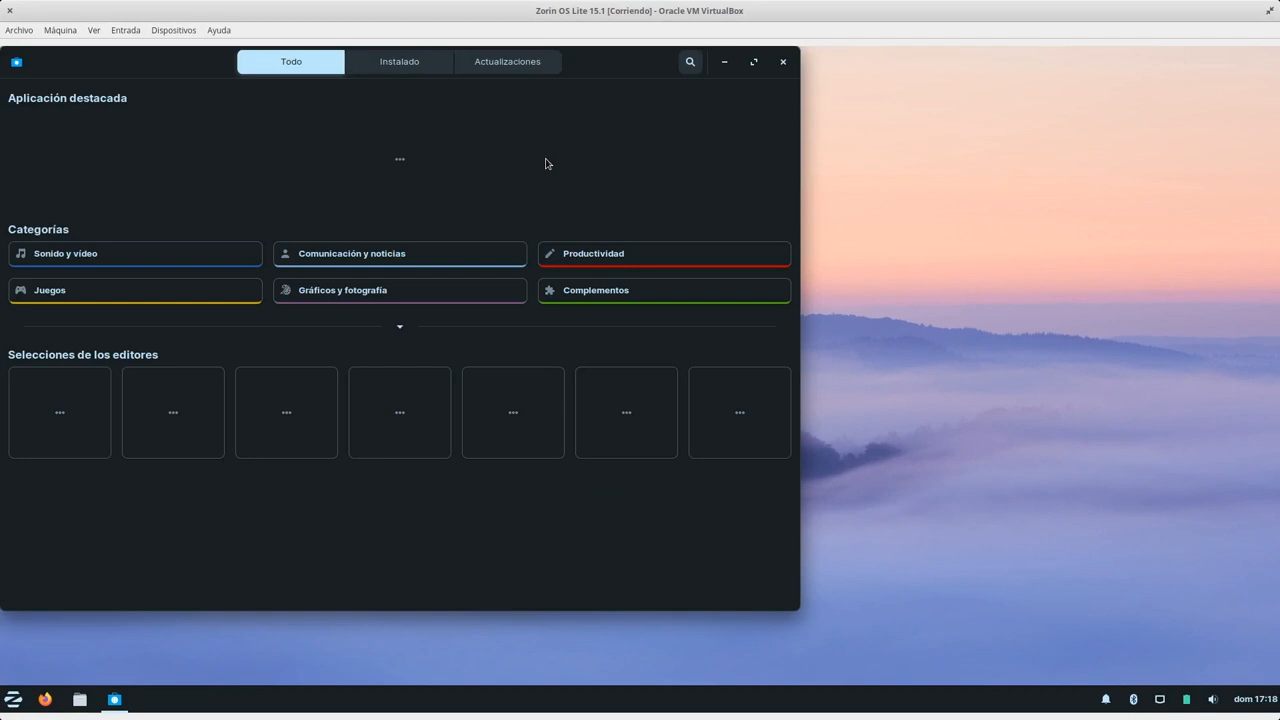 Zorin OS Lite 15.1 [Corriendo] - Oracle VM VirtualBox
Archivo Máquina Ver Entrada Dispositivos Ayuda
Todo Instalado Actualizaciones
Aplicación destacada
Categorías
Sonido y vídeo Comunicación y noticias Productividad
Juegos Gráficos y fotografía Complementos
Selecciones de los editores
dom 17:18